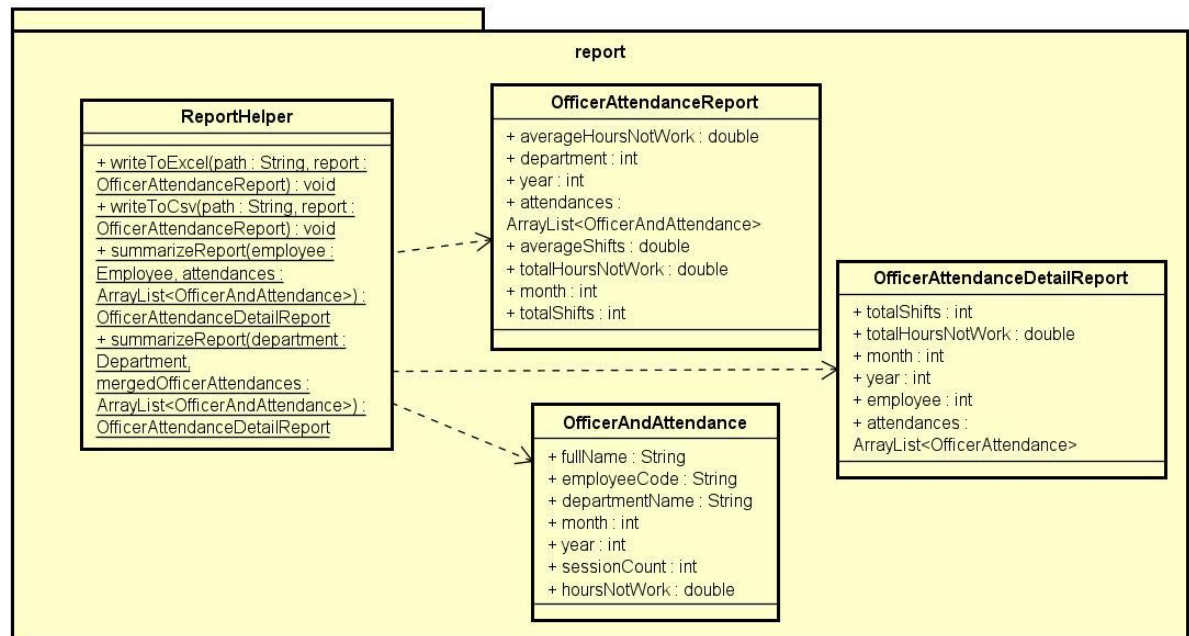 report
ReportHelper
+ writeToExcel(path : String, report :
OfficerAttendanceReport) : void
+ writeToCsv(path : String, report :
OfficerAttendanceReport) : void
+ summarizeReport(employee :
Employee, attendances :
ArrayList<OfficerAndAttendance>) :
OfficerAttendanceDetailReport
+ summarizeReport(department :
Department,
mergedOfficerAttendances :
ArrayList<OfficerAndAttendance>) :
OfficerAttendanceDetailReport
OfficerAttendanceReport
+ averageHoursNotWork : double
+ department : int
+ year : int
+ attendances :
ArrayList<OfficerAndAttendance>
+ averageShifts : double
+ totalHoursNotWork : double
+ month : int
+ totalShifts : int
OfficerAttendanceDetailReport
+ totalShifts : int
+ totalHoursNotWork : double
+ month : int
+ year : int
+ employee : int
+ attendances :
ArrayList<OfficerAttendance>
OfficerAndAttendance
+ fullName : String
+ employeeCode : String
+ departmentName : String
+ month : int
+ year : int
+ sessionCount : int
+ hoursNotWork : double